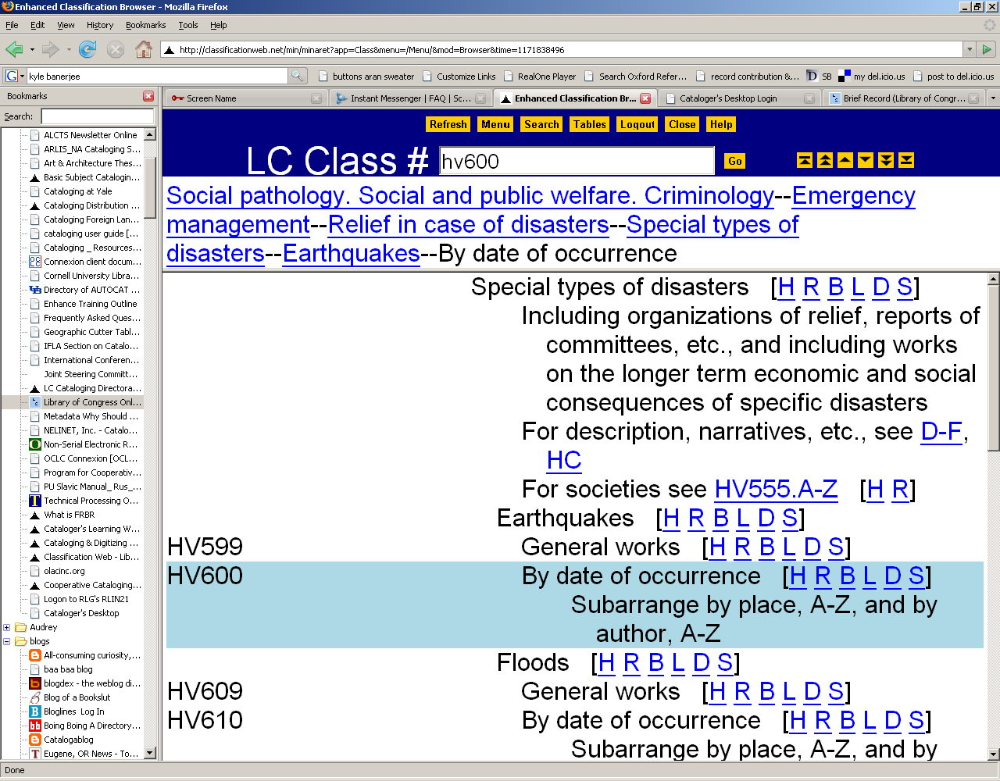 Enhanced Classification Browser - Mozilla Firefox
File Edit View History Bookmarks Tools Help
http://classificationweb.net/min/minaret?app=Class&menu=/Menu/&mod=Browser&time=1171838496
G kyle banerjee
buttons aran sweater Customize Links RealOne Player Search Oxford Refer... record contribution &... D SB my del.icio.us post to del.icio.us
Bookmarks
Search:
ALCTS Newsletter Online
ARLIS_NA Cataloging S...
Art & Architecture Thes...
Basic Subject Catalogin...
Cataloging at Yale
Cataloging Distribution ...
Cataloging Foreign Lan...
cataloging user guide [...
Cataloging _ Resources...
Connexion client docum...
Cornell University Libra...
Directory of AUTOCAT ...
Enhance Training Outline
Frequently Asked Ques...
Geographic Cutter Tabl...
IFLA Section on Catalo...
International Conferen...
Joint Steering Committ...
LC Cataloging Directora...
Library of Congress Onl...
Metadata Why Should ...
NELINET, Inc. - Catalo...
Non-Serial Electronic R...
OCLC Connexion [OCL...
Program for Cooperativ...
PU Slavic Manual_ Rus_...
Technical Processing O...
What is FRBR
Cataloger's Learning W...
Cataloging & Digitizing ...
Classification Web - Lib...
olacinc.org
Cooperative Cataloging...
Logon to RLG's RLIN21
Cataloger's Desktop
Audrey
blogs
All-consuming curiosity,...
baa baa blog
blogdex - the weblog di...
Blog of a Bookslut
Bloglines Log In
Boing Boing A Directory...
Catalogablog
Eugene, OR News - To...
Screen Name Instant Messenger | FAQ | Sc... Enhanced Classification Br... Cataloger's Desktop Login Brief Record (Library of Congr...
Refresh Menu Search Tables Logout Close Help
LC Class # hv600 Go
Social pathology. Social and public welfare. Criminology--Emergency
management--Relief in case of disasters--Special types of
disasters--Earthquakes--By date of occurrence
Special types of disasters [H R B L D S]
Including organizations of relief, reports of
committees, etc., and including works
on the longer term economic and social
consequences of specific disasters
For description, narratives, etc., see D-F,
HC
For societies see HV555.A-Z [H R]
Earthquakes [H R B L D S]
HV599 General works [H R B L D S]
HV600 By date of occurrence [H R B L D S]
Subarrange by place, A-Z, and by
author, A-Z
Floods [H R B L D S]
HV609 General works [H R B L D S]
HV610 By date of occurrence [H R B L D S]
Subarrange by place, A-Z, and by
Done